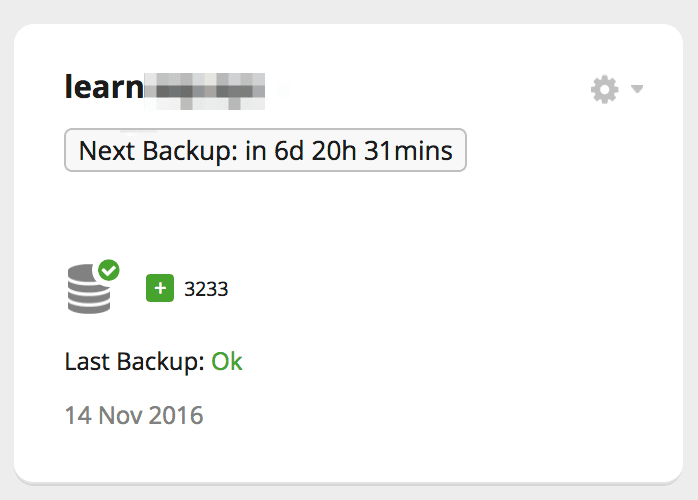 learn
Next Backup: in 6d 20h 31mins
+ 3233
Last Backup: Ok
14 Nov 2016